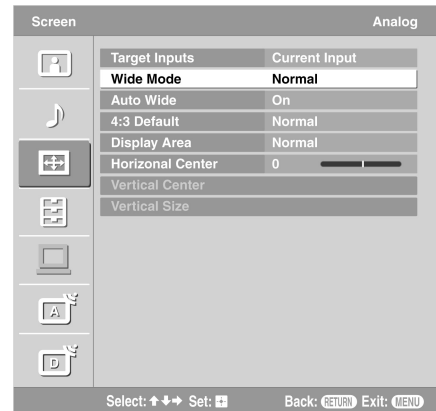 Screen Analog
Target Inputs Current Input
Wide Mode Normal
Auto Wide On
4:3 Default Normal
Display Area Normal
Horizonal Center 0
Vertical Center
Vertical Size
A
D
Select: Set: Back: RETURN Exit: MENU